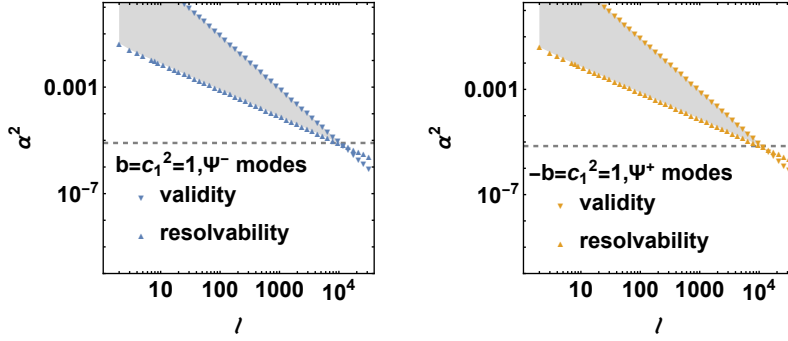 0.001
10⁻⁷
α²
b=c₁²=1,Ψ⁻ modes
▼ validity
▲ resolvability
10 100 1000 10⁴
𝑙
0.001
10⁻⁷
α²
−b=c₁²=1,Ψ⁺ modes
▼ validity
▲ resolvability
10 100 1000 10⁴
𝑙